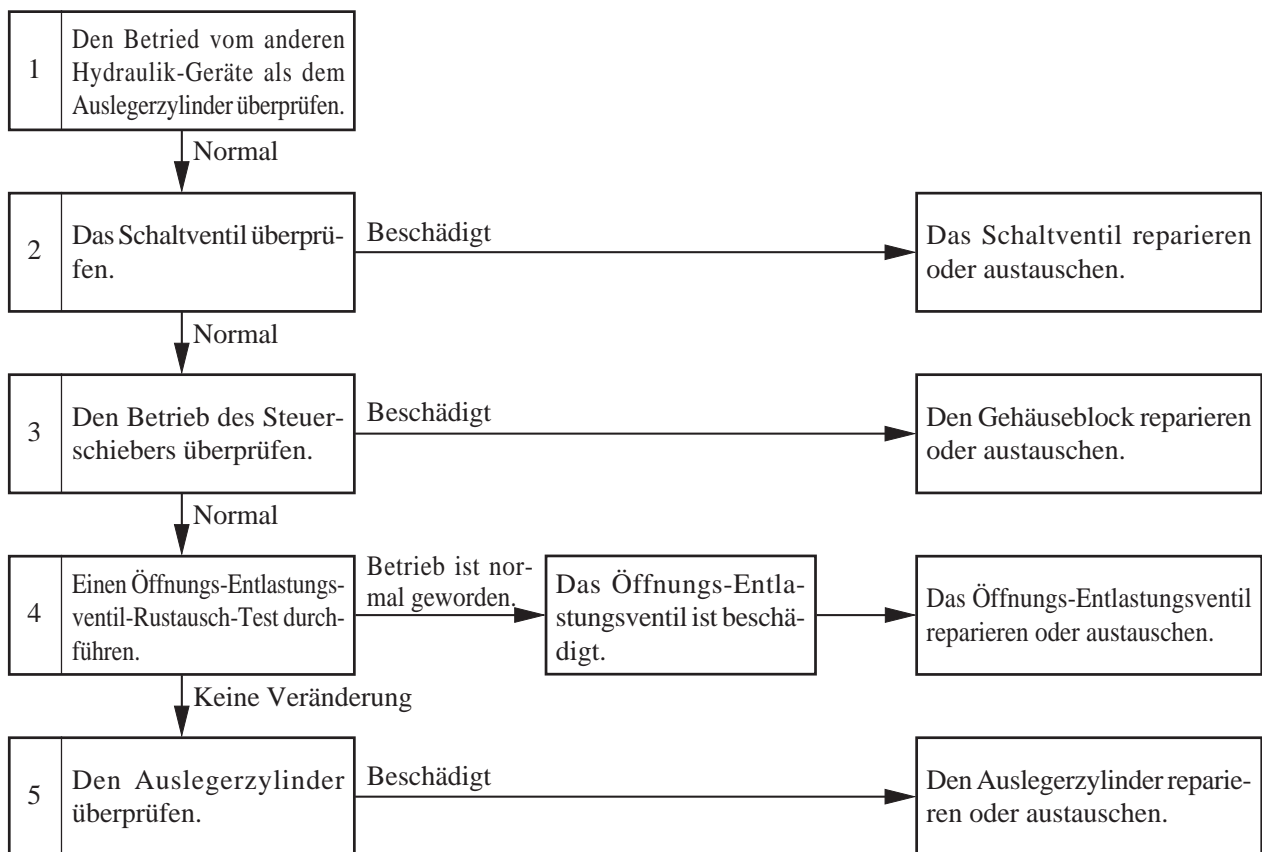 1
Den Betried vom anderen
Hydraulik-Geräte als dem
Auslegerzylinder überprüfen.
Normal
2
Das Schaltventil überprü-
fen.
Beschädigt
Das Schaltventil reparieren
oder austauschen.
Normal
3
Den Betrieb des Steuer-
schiebers überprüfen.
Beschädigt
Den Gehäuseblock reparieren
oder austauschen.
Normal
4
Einen Öffnungs-Entlastungs-
ventil-Rustausch-Test durch-
führen.
Betrieb ist nor-
mal geworden.
Das Öffnungs-Entla-
stungsventil ist beschä-
digt.
Das Öffnungs-Entlastungsventil
reparieren oder austauschen.
Keine Veränderung
5
Den Auslegerzylinder
überprüfen.
Beschädigt
Den Auslegerzylinder reparie-
ren oder austauschen.